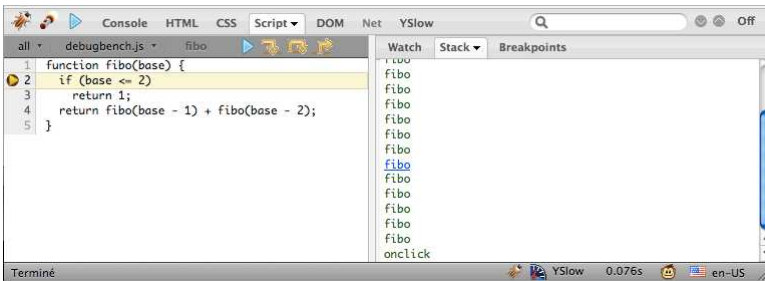 Console HTML CSS Script DOM Net YSlow Off
all debugbench.js fibo
Watch Stack Breakpoints
1 function fibo(base) {
2 if (base <= 2)
3 return 1;
4 return fibo(base - 1) + fibo(base - 2);
5 }
fibo
fibo
fibo
fibo
fibo
fibo
fibo
fibo
fibo
fibo
fibo
fibo
fibo
onclick
Terminé YSlow 0.076s en-US